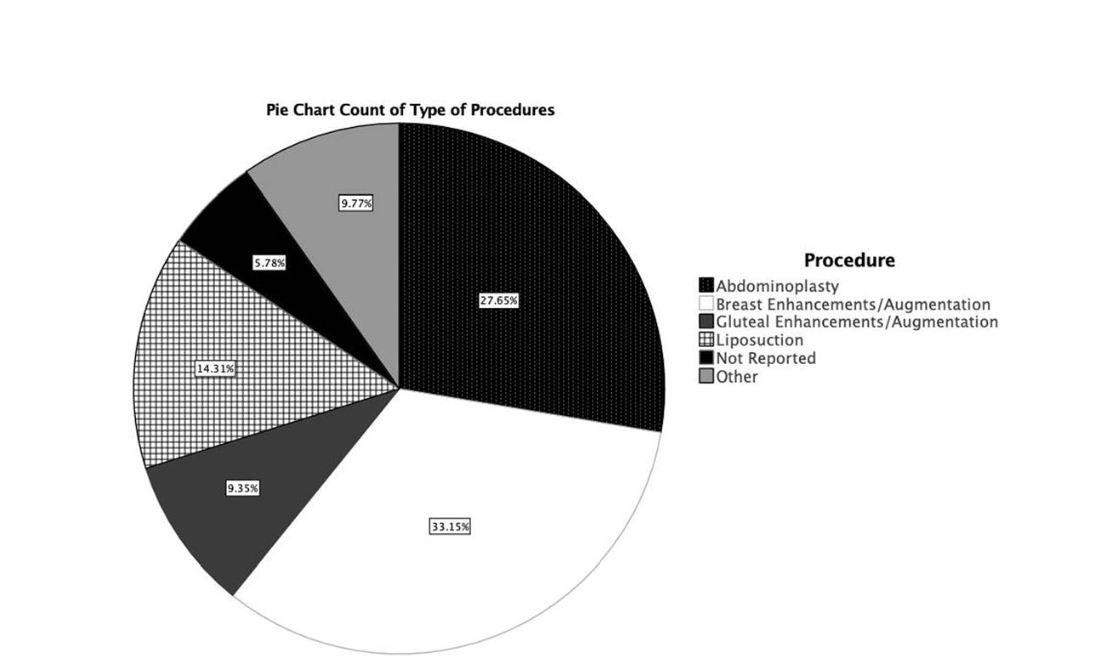 Pie Chart Count of Type of Procedures
9.77%
5.78%
27.65%
14.31%
9.35%
33.15%
Procedure
Abdominoplasty
Breast Enhancements/Augmentation
Gluteal Enhancements/Augmentation
Liposuction
Not Reported
Other